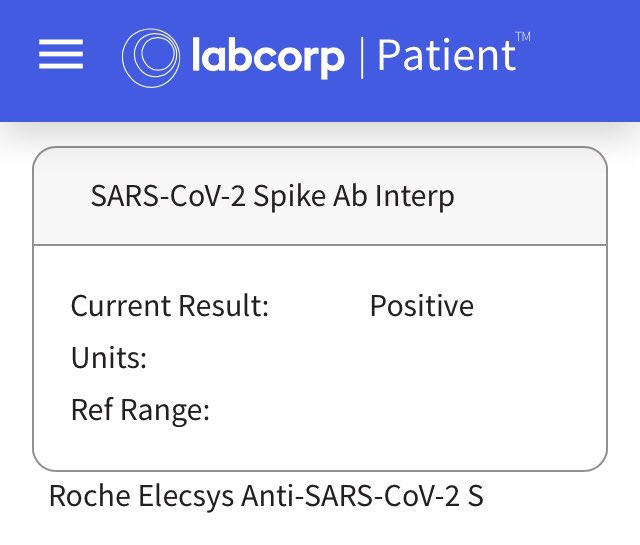 labcorp | Patient™
SARS-CoV-2 Spike Ab Interp
Current Result: Positive
Units:
Ref Range:
Roche Elecsys Anti-SARS-CoV-2 S